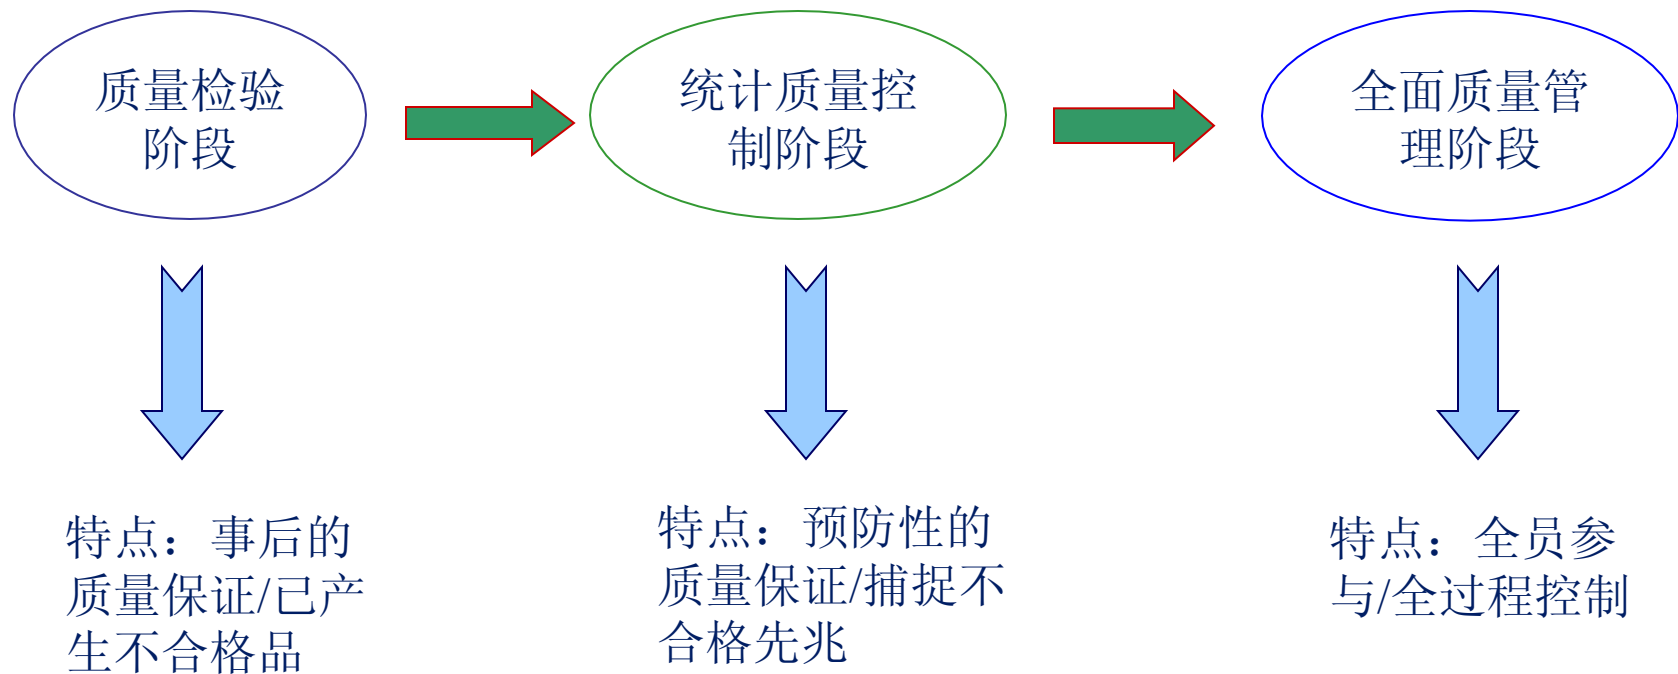 质量检验
阶段
统计质量控
制阶段
全面质量管
理阶段
特点：事后的
质量保证/已产
生不合格品
特点：预防性的
质量保证/捕捉不
合格先兆
特点：全员参
与/全过程控制